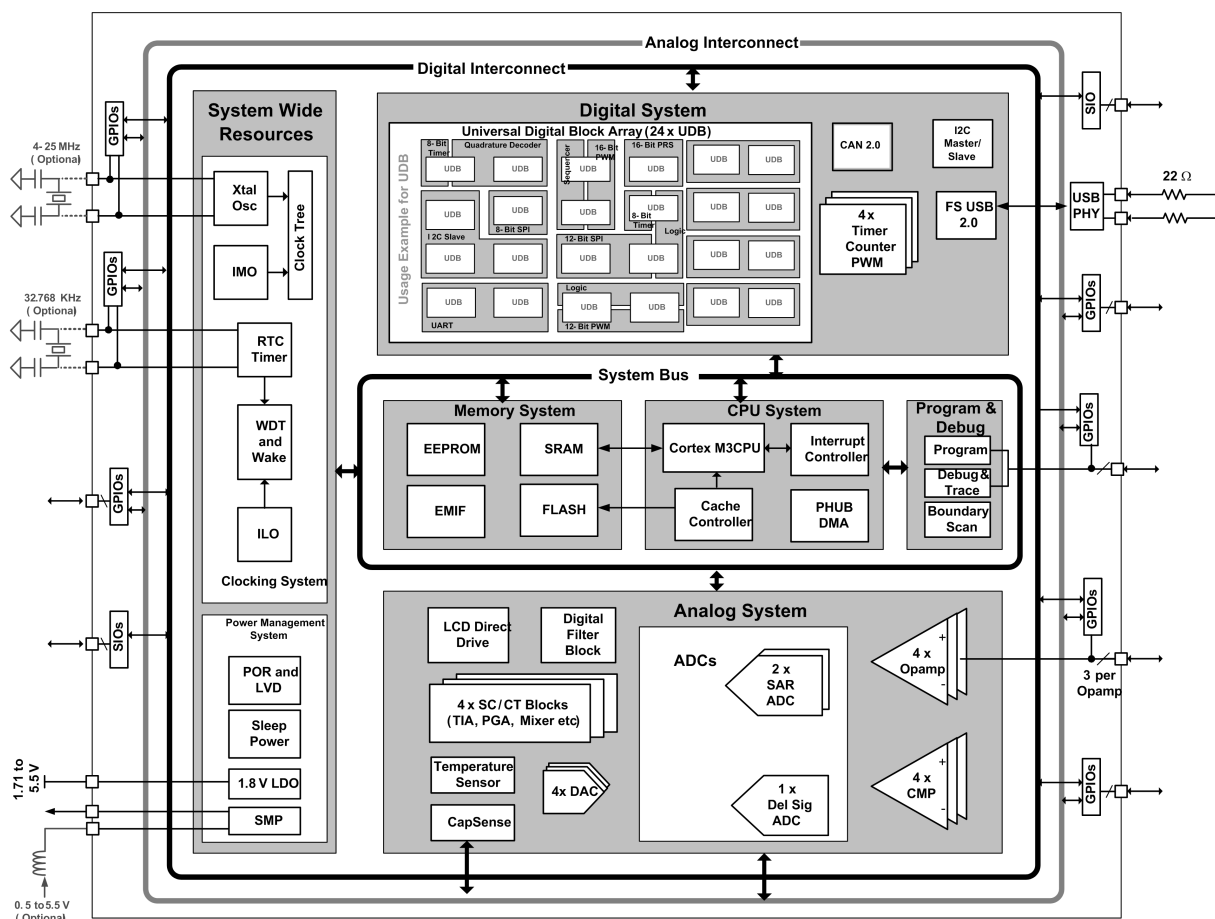 Analog Interconnect
Digital Interconnect
System Wide
Resources
Digital System
Universal Digital Block Array (24 x UDB)
Usage Example for UDB
8- Bit
Timer
Quadrature Decoder
Sequencer
16- Bit
PWM
16- Bit PRS
UDB
UDB
UDB
UDB
UDB
UDB
UDB
UDB
UDB
UDB
8- Bit
Timer
Logic
UDB
UDB
I2C Slave
8- Bit SPI
12- Bit SPI
UDB
UDB
UDB
UDB
UDB
UDB
UART
Logic
12- Bit PWM
UDB
UDB
UDB
UDB
UDB
UDB
CAN 2.0
I2C
Master/
Slave
4 x
Timer
Counter
PWM
FS USB
2.0
USB
PHY
22 Ω
SIO
GPIOs
GPIOs
GPIOs
GPIOs
3 per
Opamp
GPIOs
GPIOs
GPIOs
SIOs
4- 25 MHz
( Optional)
32.768 KHz
( Optional)
Xtal
Osc
Clock Tree
IMO
RTC
Timer
WDT
and
Wake
ILO
Clocking System
Power Management
System
POR and
LVD
Sleep
Power
1.8 V LDO
SMP
1.71 to
5.5 V
0. 5 to 5.5 V
( Optional)
System Bus
Memory System
EEPROM
SRAM
EMIF
FLASH
CPU System
Cortex M3CPU
Interrupt
Controller
Cache
Controller
PHUB
DMA
Program &
Debug
Program
Debug &
Trace
Boundary
Scan
Analog System
LCD Direct
Drive
Digital
Filter
Block
4 x SC/ CT Blocks
(TIA, PGA, Mixer etc)
Temperature
Sensor
4x DAC
CapSense
ADCs
2 x
SAR
ADC
1 x
Del Sig
ADC
+
4 x
Opamp
-
+
4 x
CMP
-